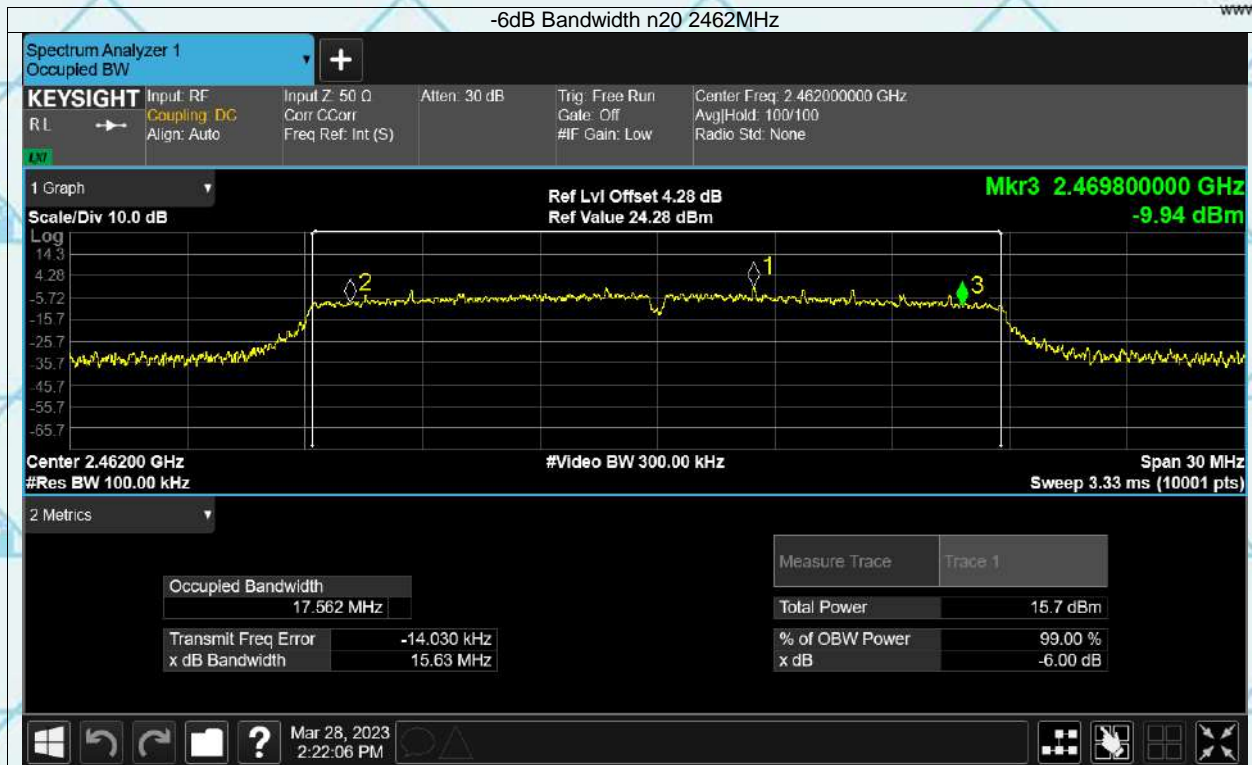 -6dB Bandwidth n20 2462MHz
www
Spectrum Analyzer 1
Occupied BW
+
KEYSIGHT
RL
LXI
Input: RF
Coupling: DC
Align: Auto
Input Z: 50 Ω
Corr CCorr
Freq Ref: Int (S)
Atten: 30 dB
Trig: Free Run
Gate: Off
#IF Gain: Low
Center Freq: 2.462000000 GHz
Avg|Hold: 100/100
Radio Std: None
1 Graph
Scale/Div 10.0 dB
Ref Lvl Offset 4.28 dB
Ref Value 24.28 dBm
Mkr3 2.469800000 GHz
-9.94 dBm
Log
14.3
4.28
-5.72
-15.7
-25.7
-35.7
-45.7
-55.7
-65.7
2
1
3
Center 2.46200 GHz
#Res BW 100.00 kHz
#Video BW 300.00 kHz
Span 30 MHz
Sweep 3.33 ms (10001 pts)
2 Metrics
Measure Trace Trace 1
Occupied Bandwidth
17.562 MHz
Total Power 15.7 dBm
Transmit Freq Error -14.030 kHz
% of OBW Power 99.00 %
x dB Bandwidth 15.63 MHz
x dB -6.00 dB
?
Mar 28, 2023
2:22:06 PM